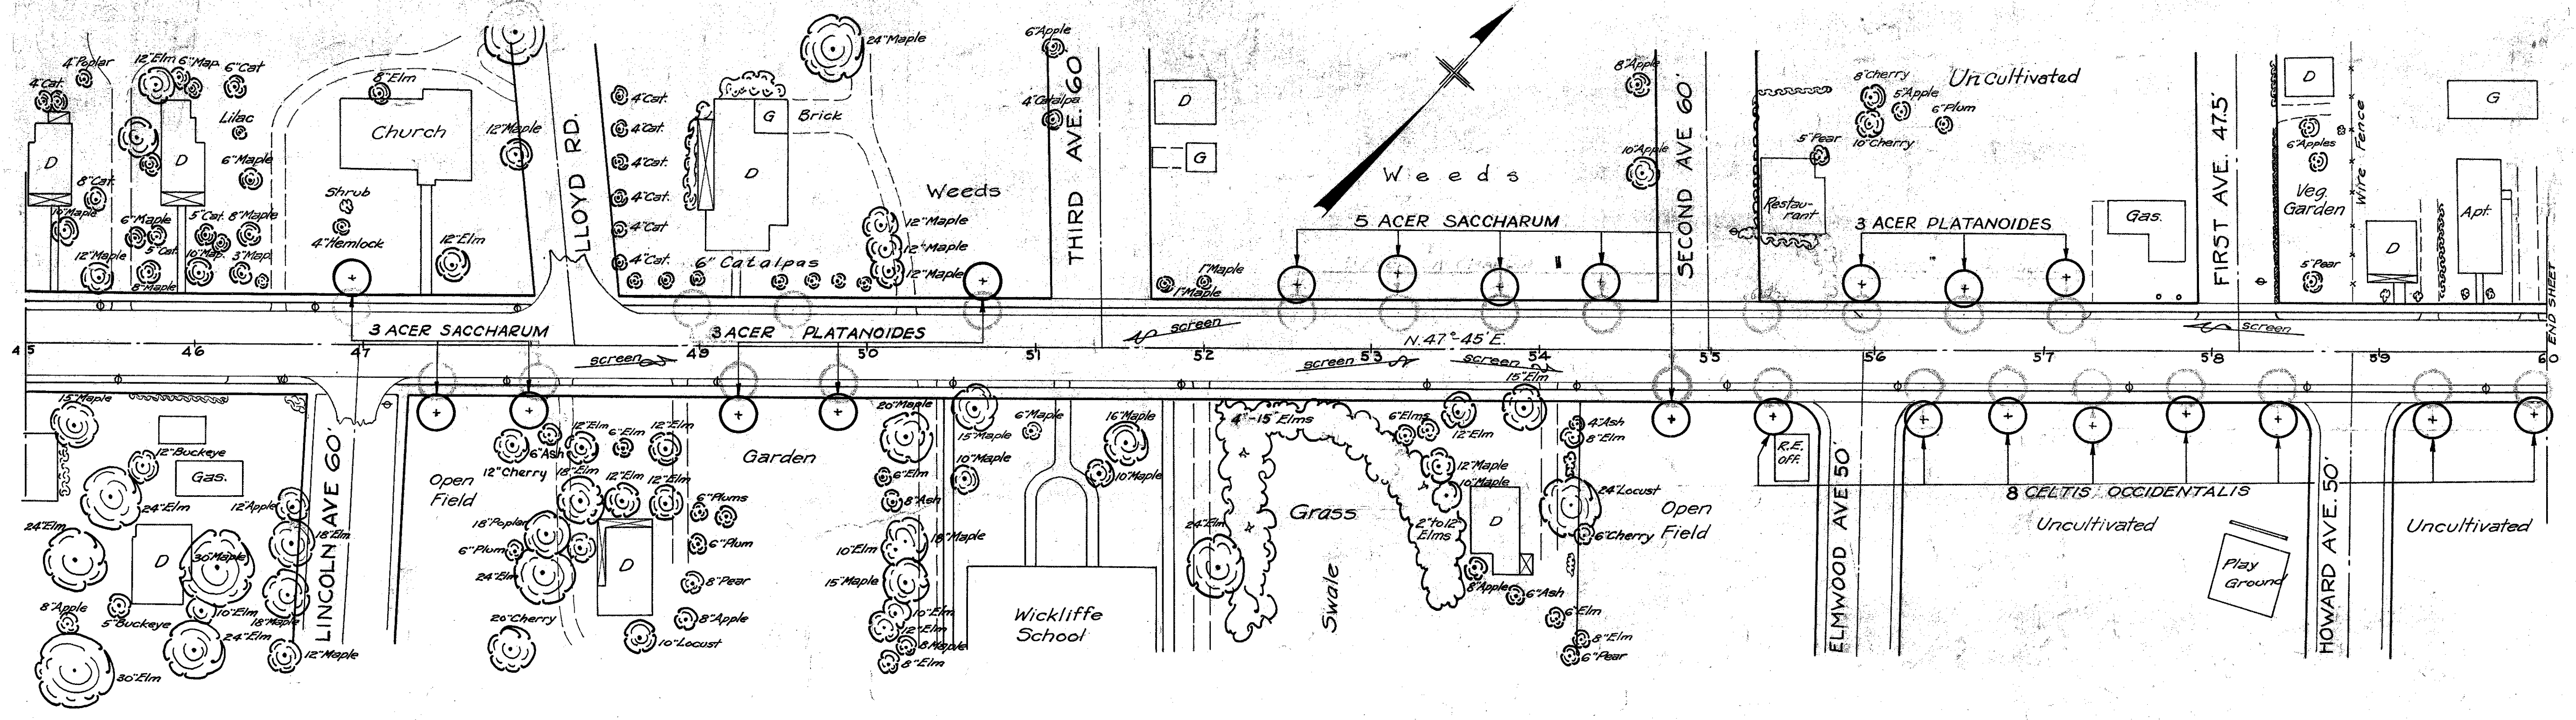 4"Poplar
4"Cat.
12"Elm
6"Map.
6"Cat
Lilac
6"Maple
D
D
8"Cat.
10"Maple
12"Maple
6"Maple
5"Cat.
8"Maple
5"Cat.
10"Map.
3"Map.
8"Maple
8"Elm
Church
Shrub
4"Hemlock
12"Elm
12"Maple
LLOYD RD.
4"Cat.
4"Cat.
4"Cat.
4"Cat.
4"Cat
4"Cat.
6" Catalpas
G
Brick
D
24"Maple
Weeds
12"Maple
12"Maple
12"Maple
6"Apple
4"Catalpa
THIRD AVE. 60'
D
G
1"Maple
1"Maple
Weeds
5 ACER SACCHARUM
8"Apple
10"Apple
SECOND AVE 60'
5"Pear
Restau-
rant
8"Cherry
5"Apple
6"Plum
10"Cherry
Uncultivated
3 ACER PLATANOIDES
Gas.
FIRST AVE. 47.5'
D
6"Apples
Veg.
Garden
5"Pear
Wire Fence
D
G
Apt.
END SHEET
3 ACER SACCHARUM
3 ACER PLATANOIDES
screen
screen
N.47°-45'E.
screen
screen
screen
45 46 47 49 50 51 52 53 54 55 56 57 58 59 60
15"Maple
12"Buckeye
Gas.
24"Elm
24"Elm
D
30"Maple
8"Apple
5"Buckeye
10"Elm
24"Elm
30"Elm
12"Apple
18"Elm
18"Maple
12"Maple
LINCOLN AVE 60'
Open
Field
12"Cherry
6"Ash
12"Elm
6"Elm
12"Elm
18"Elm
12"Elm
12"Elm
18"Poplar
6"Plum
24"Elm
20"Cherry
D
6"Plums
6"Plum
8"Pear
8"Apple
10"Locust
Garden
20"Maple
6"Elm
8"Ash
18"Maple
10"Elm
15"Maple
10"Elm
12"Elm
8"Maple
8"Elm
15"Maple
6"Maple
16"Maple
10"Maple
10"Maple
Wickliffe
School
24"Elm
4"-15"Elms
Grass
Swale
6"Elms
12"Elm
15"Elm
12"Maple
10"Maple
2"to12"
Elms
D
8"Apple
6"Ash
4"Ash
8"Elm
24"Locust
6"Cherry
6"Elm
8"Elm
6"Pear
Open
Field
R.E.
OFF.
ELMWOOD AVE 50'
8 CELTIS OCCIDENTALIS
Uncultivated
Play
Ground
HOWARD AVE. 50'
Uncultivated